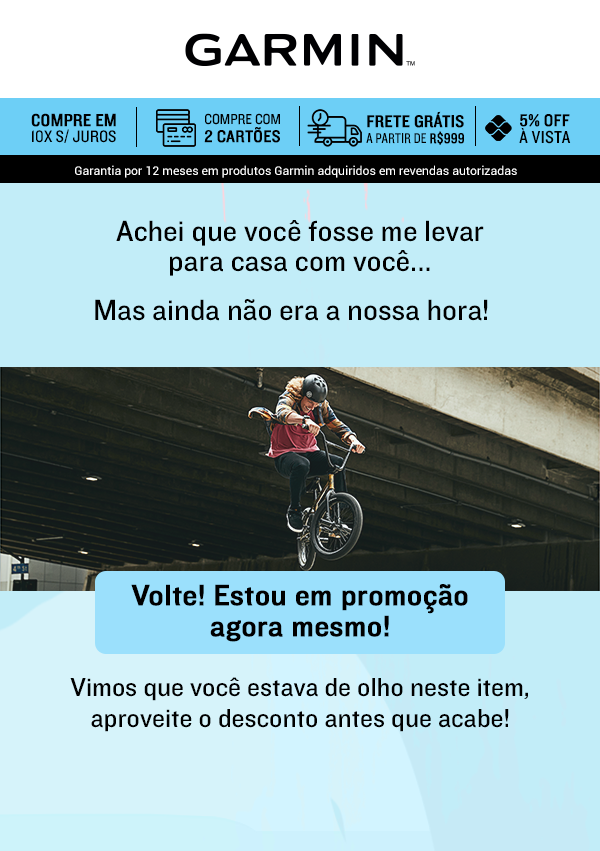 GARMIN™
COMPRE EM
10X S/ JUROS
COMPRE COM
2 CARTÕES
FRETE GRÁTIS
A PARTIR DE R$999
5% OFF
À VISTA
Garantia por 12 meses em produtos Garmin adquiridos em revendas autorizadas
Achei que você fosse me levar
para casa com você...
Mas ainda não era a nossa hora!
Volte! Estou em promoção
agora mesmo!
Vimos que você estava de olho neste item,
aproveite o desconto antes que acabe!